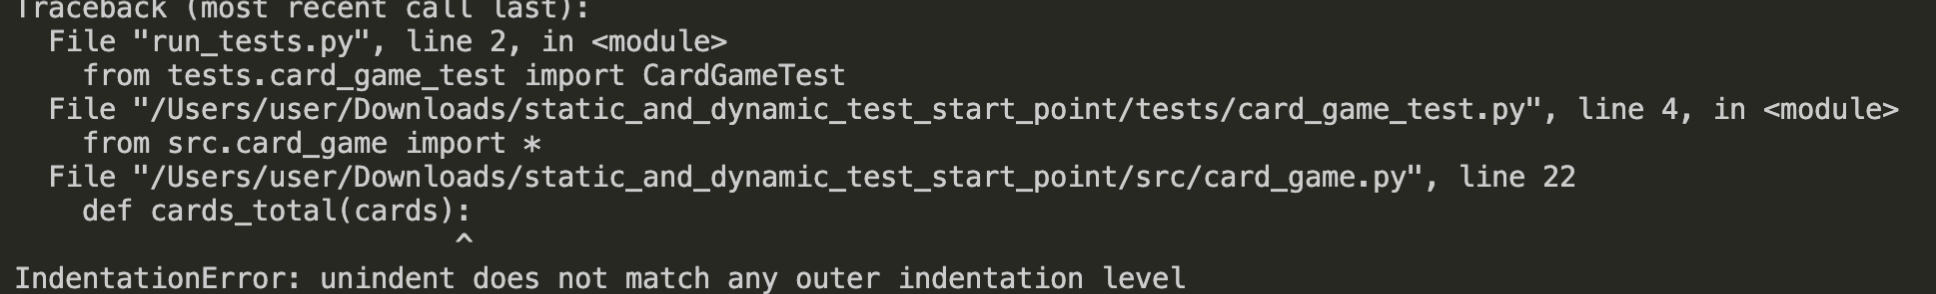 Traceback (most recent call last):
  File "run_tests.py", line 2, in <module>
    from tests.card_game_test import CardGameTest
  File "/Users/user/Downloads/static_and_dynamic_test_start_point/tests/card_game_test.py", line 4, in <module>
    from src.card_game import *
  File "/Users/user/Downloads/static_and_dynamic_test_start_point/src/card_game.py", line 22
    def cards_total(cards):
                          ^
IndentationError: unindent does not match any outer indentation level